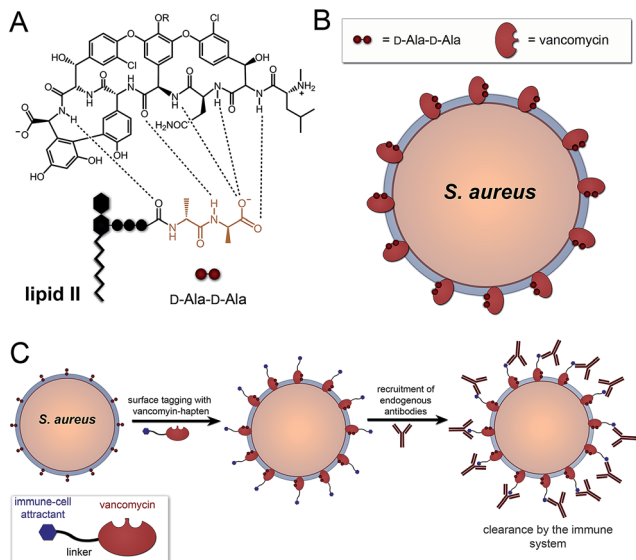 A
OR
Cl
O
O
HO
Cl
OH
O
H
N
O
N
H
H
N
O
N
H
O
H
N
O
N
H
NH2
+
O
N
H
O
-O
H2NOC
HO
OH
OH
O
N
H
H
N
O
O-
O
lipid II
D-Ala-D-Ala
B
= D-Ala-D-Ala
= vancomycin
S. aureus
C
S. aureus
surface tagging with
vancomyin-hapten
recruitment of
endogenous
antibodies
immune-cell
attractant
vancomycin
linker
clearance by the immune
system